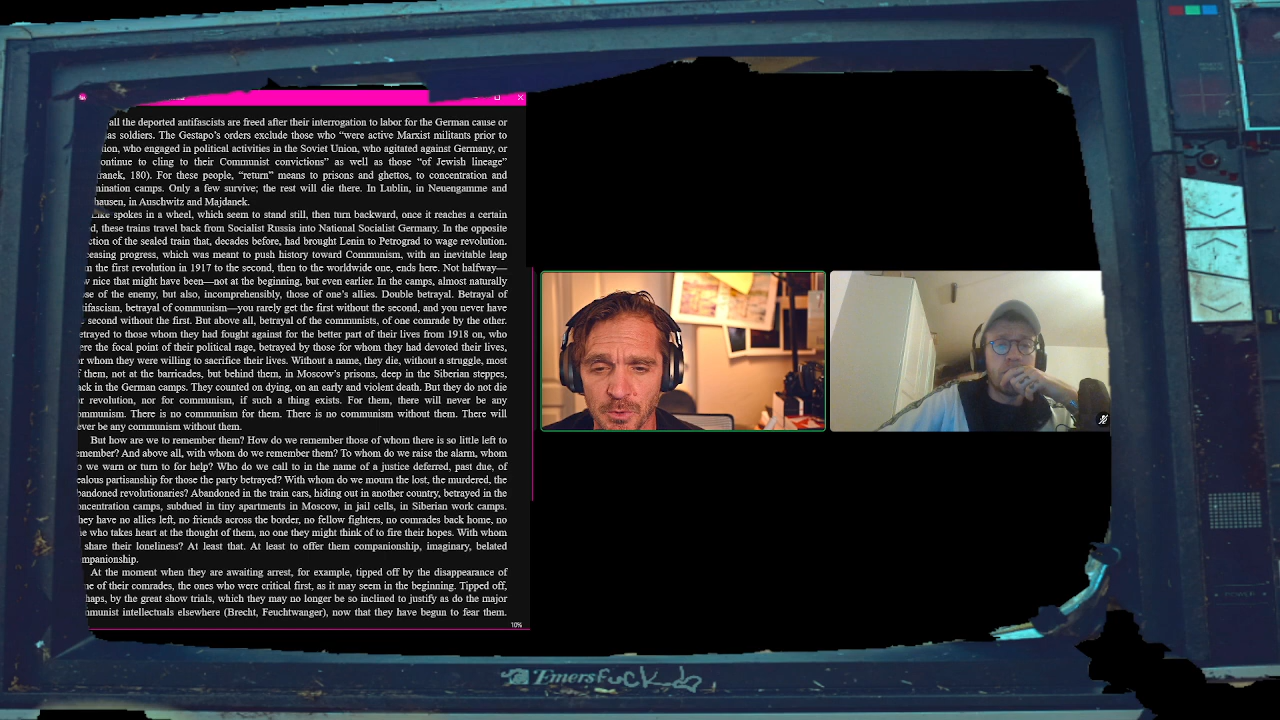 all the deported antifascists are freed after their interrogation to labor for the German cause or
as soldiers. The Gestapo’s orders exclude those who “were active Marxist militants prior to
who engaged in political activities in the Soviet Union, who agitated against Germany, or
cling to their Communist convictions” as well as those “of Jewish lineage”
180). For these people, “return” means to prisons and ghettos, to concentration and
camps. Only a few survive; the rest will die there. In Lublin, in Neuengamme and
in Auschwitz and Majdanek.
Like spokes in a wheel, which seem to stand still, then turn backward, once it reaches a certain
these trains travel back from Socialist Russia into National Socialist Germany. In the opposite
of the sealed train that, decades before, had brought Lenin to Petrograd to wage revolution.
progress, which was meant to push history toward Communism, with an inevitable leap
the first revolution in 1917 to the second, then to the worldwide one, ends here. Not halfway—
nice that might have been—not at the beginning, but even earlier. In the camps, almost naturally
of the enemy, but also, incomprehensibly, those of one’s allies. Double betrayal. Betrayal of
betrayal of communism—you rarely get the first without the second, and you never have
second without the first. But above all, betrayal of the communists, of one comrade by the other.
to those whom they had fought against for the better part of their lives from 1918 on, who
the focal point of their political rage, betrayed by those for whom they had devoted their lives,
whom they were willing to sacrifice their lives. Without a name, they die, without a struggle, most
them, not at the barricades, but behind them, in Moscow’s prisons, deep in the Siberian steppes,
in the German camps. They counted on dying, on an early and violent death. But they do not die
revolution, nor for communism, if such a thing exists. For them, there will never be any
There is no communism for them. There is no communism without them. There will
be any communism without them.
But how are we to remember them? How do we remember those of whom there is so little left to
And above all, with whom do we remember them? To whom do we raise the alarm, whom
we warn or turn to for help? Who do we call to in the name of a justice deferred, past due, of
partisanship for those the party betrayed? With whom do we mourn the lost, the murdered, the
revolutionaries? Abandoned in the train cars, hiding out in another country, betrayed in the
camps, subdued in tiny apartments in Moscow, in jail cells, in Siberian work camps.
have no allies left, no friends across the border, no fellow fighters, no comrades back home, no
who takes heart at the thought of them, no one they might think of to fire their hopes. With whom
share their loneliness? At least that. At least to offer them companionship, imaginary, belated
At the moment when they are awaiting arrest, for example, tipped off by the disappearance of
of their comrades, the ones who were critical first, as it may seem in the beginning. Tipped off,
by the great show trials, which they may no longer be so inclined to justify as do the major
intellectuals elsewhere (Brecht, Feuchtwanger), now that they have begun to fear them.
10%
Emersfuck